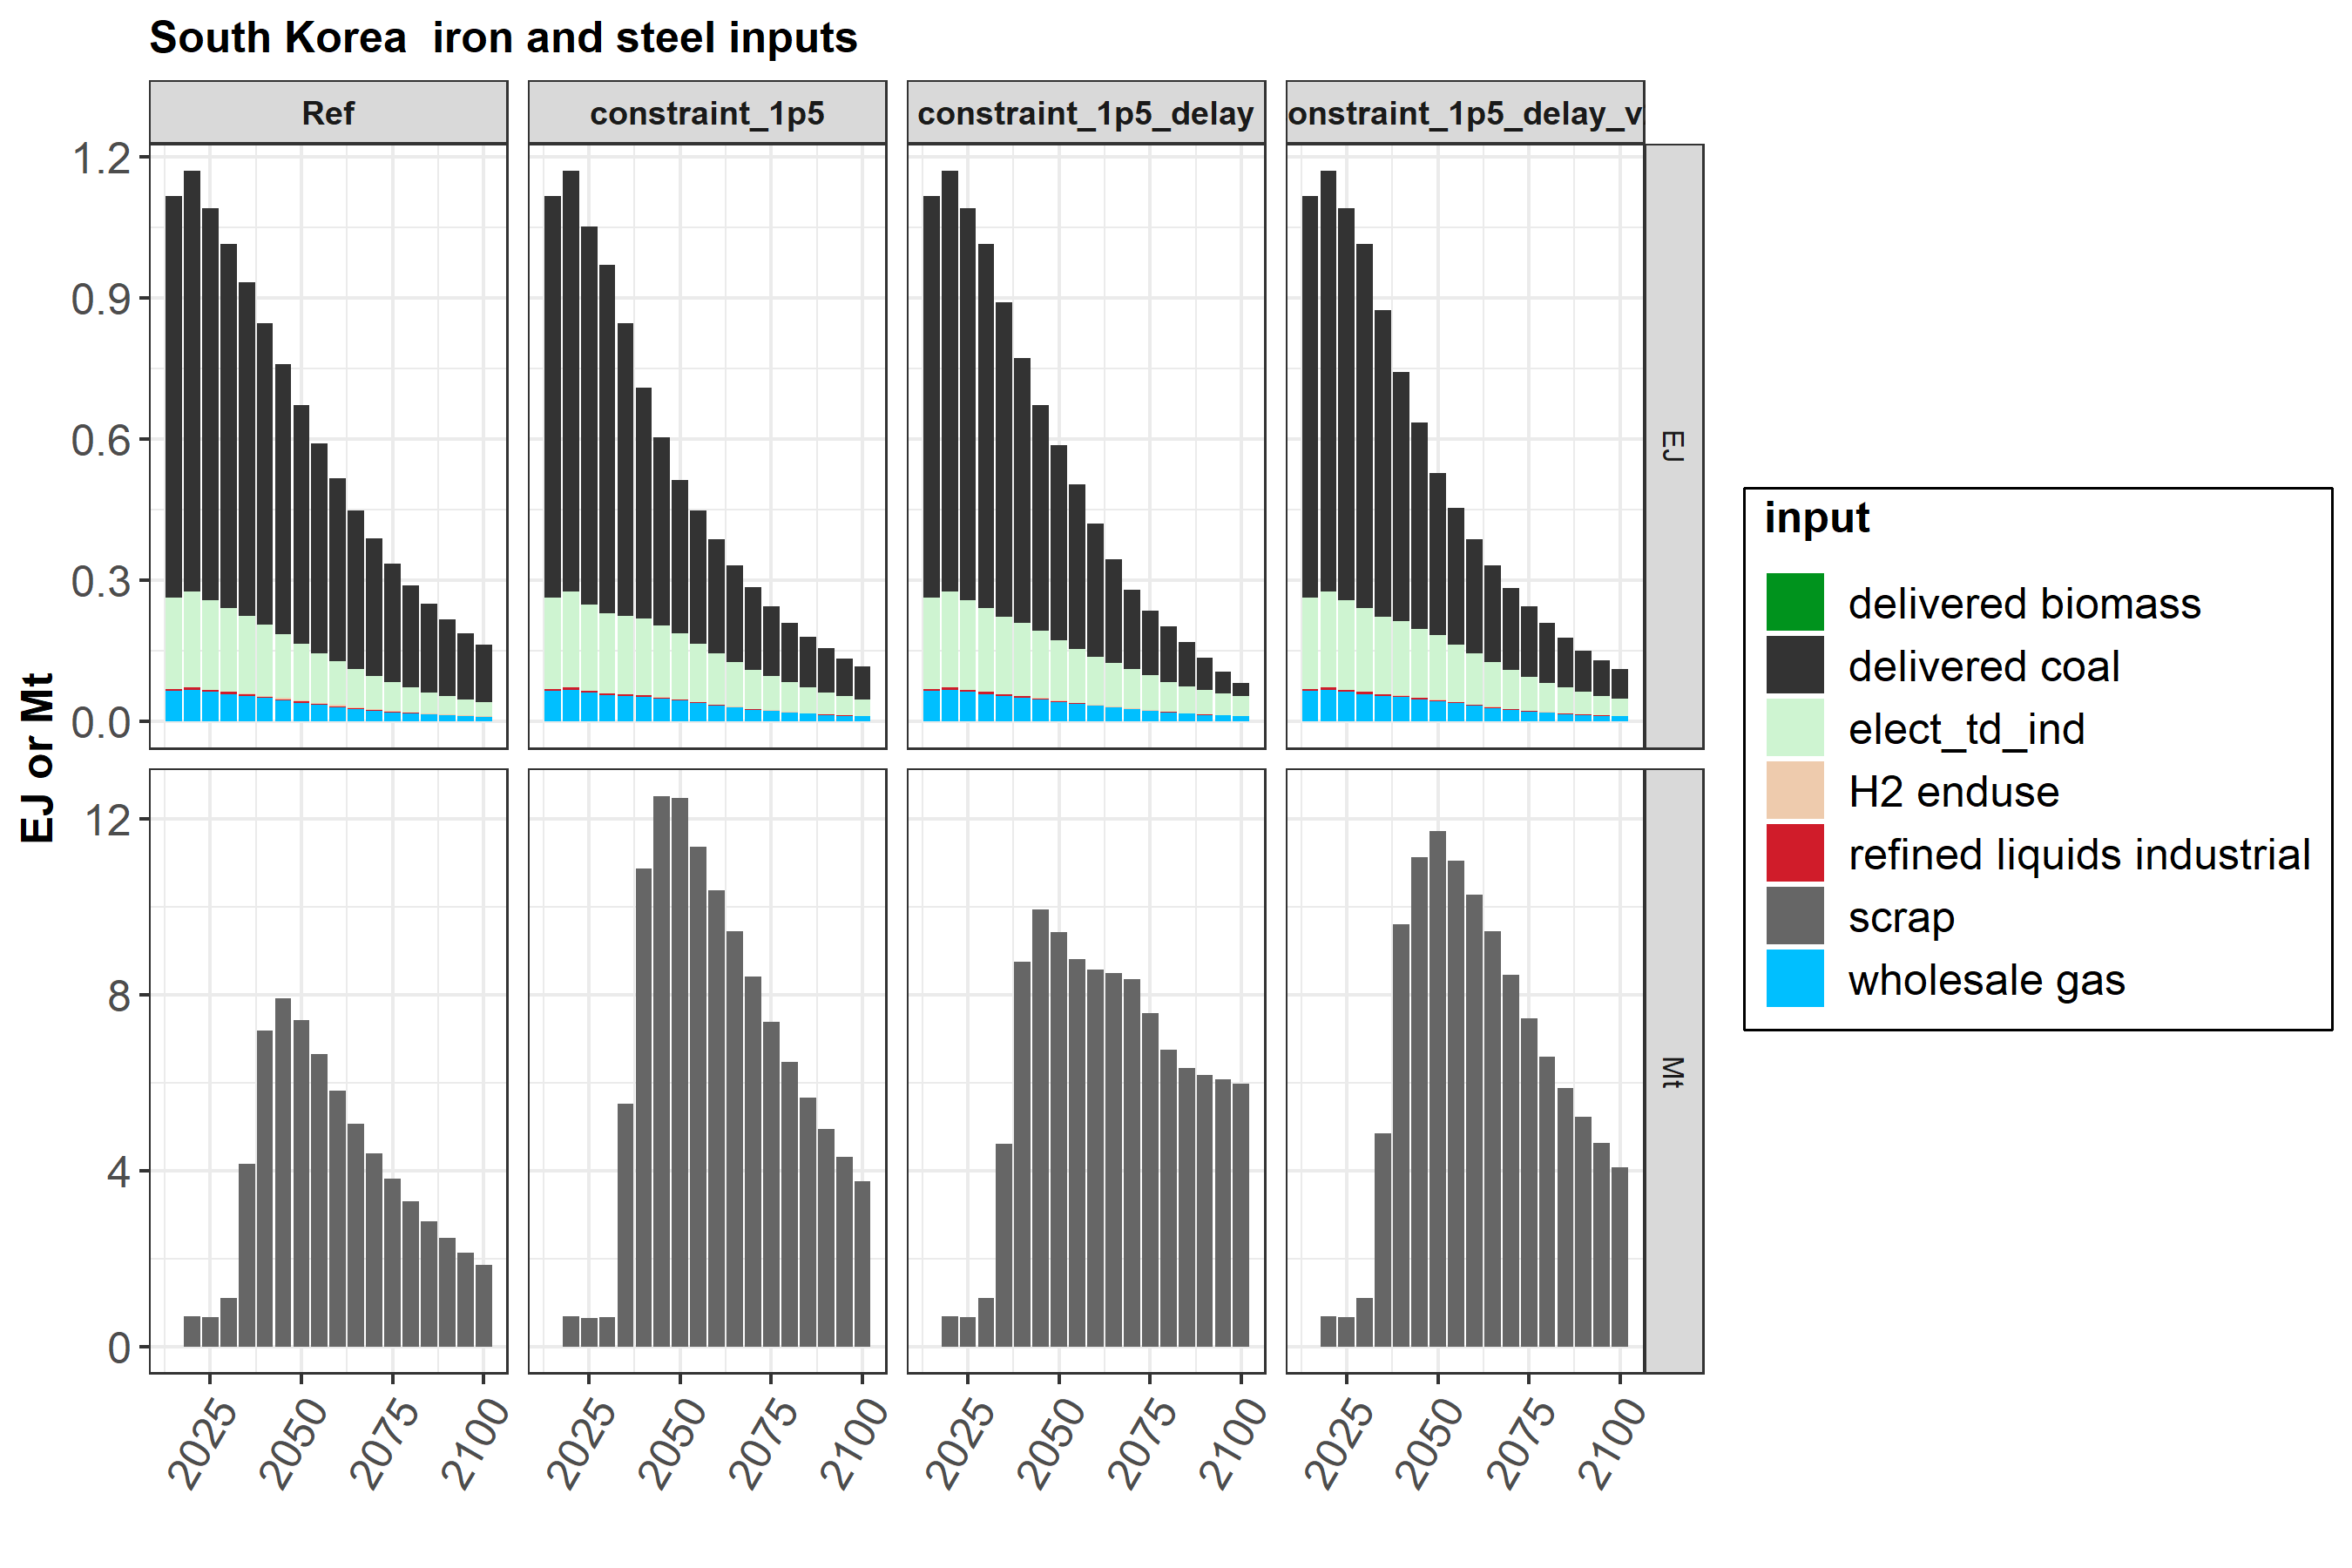 South Korea  iron and steel inputs
Ref
constraint_1p5
constraint_1p5_delay
onstraint_1p5_delay_v
EJ or Mt
1.2
0.9
0.6
0.3
0.0
EJ
12
8
4
0
Mt
2025
2050
2075
2100
2025
2050
2075
2100
2025
2050
2075
2100
2025
2050
2075
2100
input
delivered biomass
delivered coal
elect_td_ind
H2 enduse
refined liquids industrial
scrap
wholesale gas